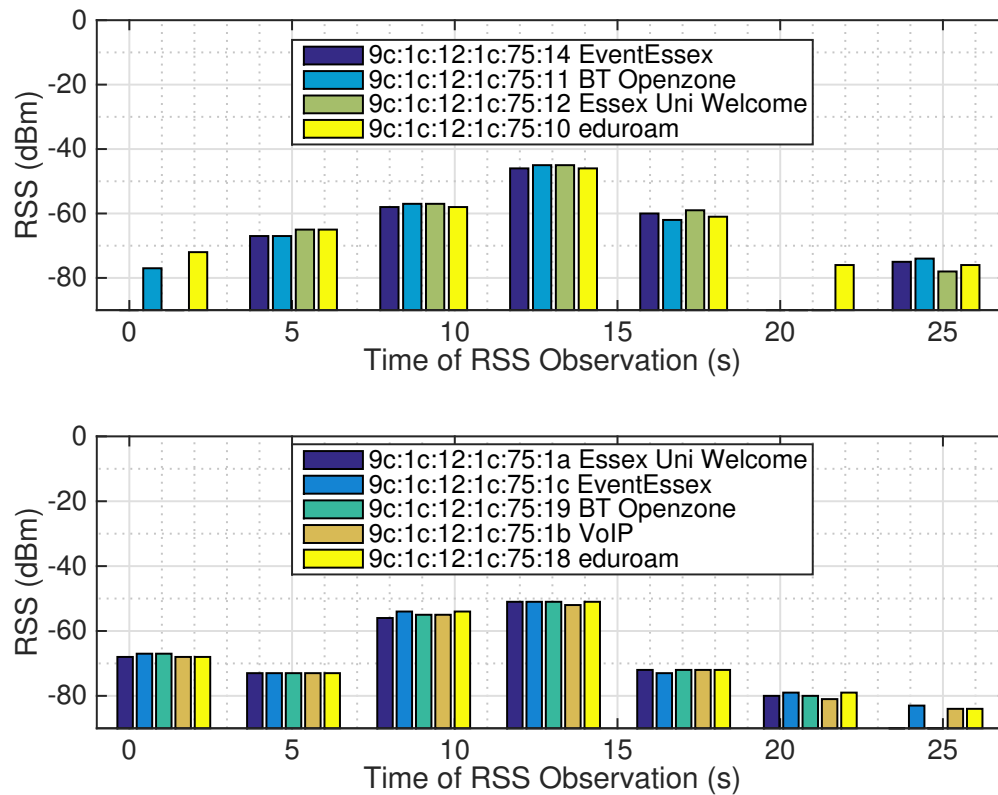 0
-20
-40
-60
-80
RSS (dBm)
9c:1c:12:1c:75:14 EventEssex
9c:1c:12:1c:75:11 BT Openzone
9c:1c:12:1c:75:12 Essex Uni Welcome
9c:1c:12:1c:75:10 eduroam
0 5 10 15 20 25
Time of RSS Observation (s)
0
-20
-40
-60
-80
RSS (dBm)
9c:1c:12:1c:75:1a Essex Uni Welcome
9c:1c:12:1c:75:1c EventEssex
9c:1c:12:1c:75:19 BT Openzone
9c:1c:12:1c:75:1b VoIP
9c:1c:12:1c:75:18 eduroam
0 5 10 15 20 25
Time of RSS Observation (s)